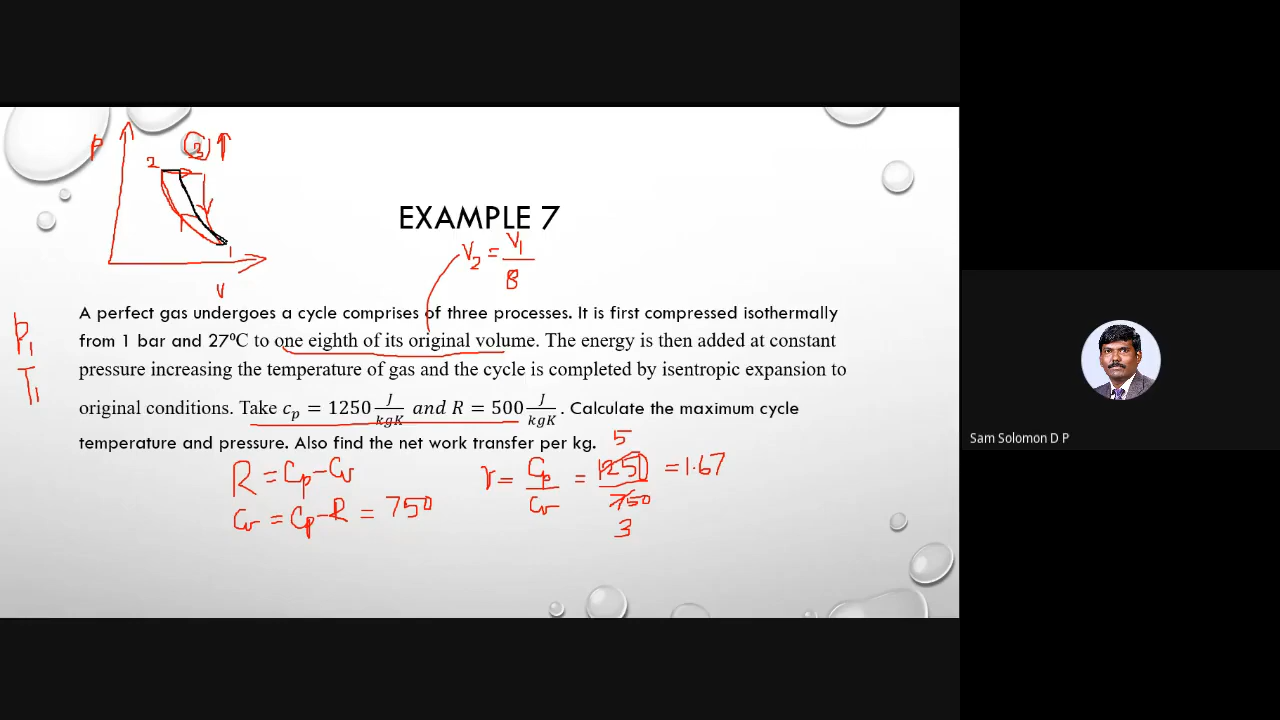 P
2
3
1
V
EXAMPLE 7
V₂ = V₁/8
A perfect gas undergoes a cycle comprises of three processes. It is first compressed isothermally
from 1 bar and 27⁰C to one eighth of its original volume. The energy is then added at constant
pressure increasing the temperature of gas and the cycle is completed by isentropic expansion to
original conditions. Take cₚ = 1250 J/kgK and R = 500 J/kgK . Calculate the maximum cycle
temperature and pressure. Also find the net work transfer per kg.
P₁
T₁
R = Cp - Cv
Cv = Cp - R = 750
γ = Cp/Cv = 1250/750 = 1.67
5
3
Sam Solomon D P